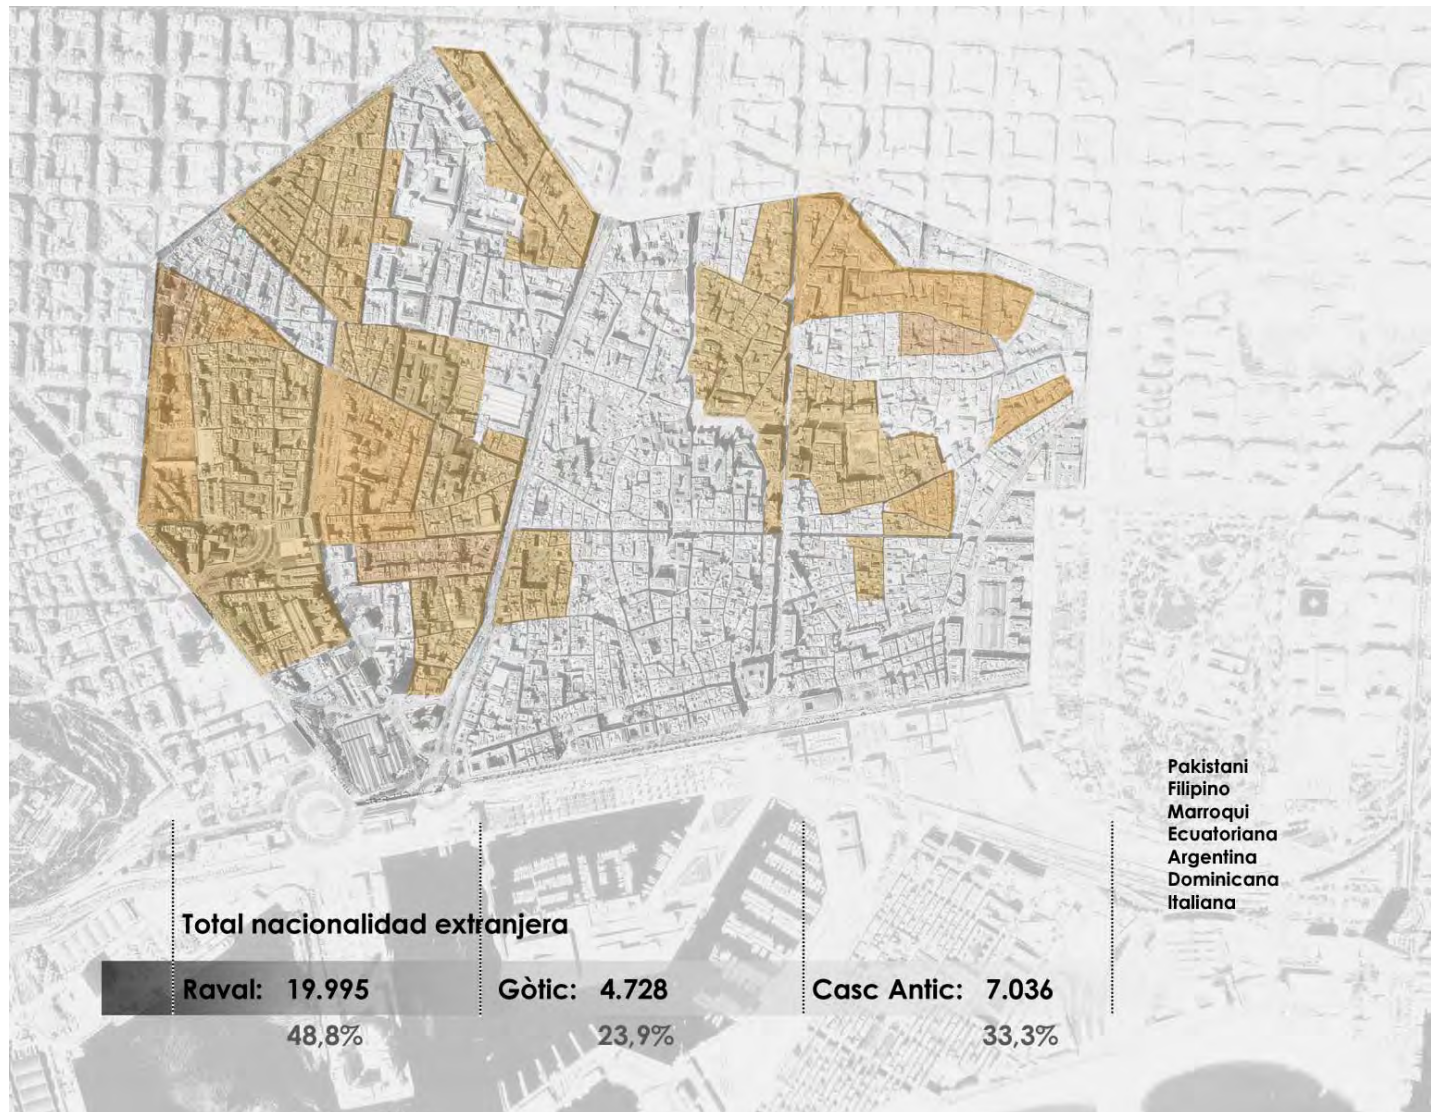 Pakistani
Filipino
Marroqui
Ecuatoriana
Argentina
Dominicana
Italiana
Total nacionalidad extranjera
Raval: 19.995 Gòtic: 4.728 Casc Antic: 7.036
48,8% 23,9% 33,3%